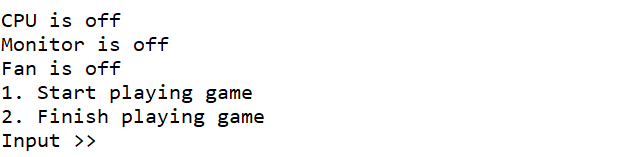 CPU is off
Monitor is off
Fan is off
1. Start playing game
2. Finish playing game
Input >>